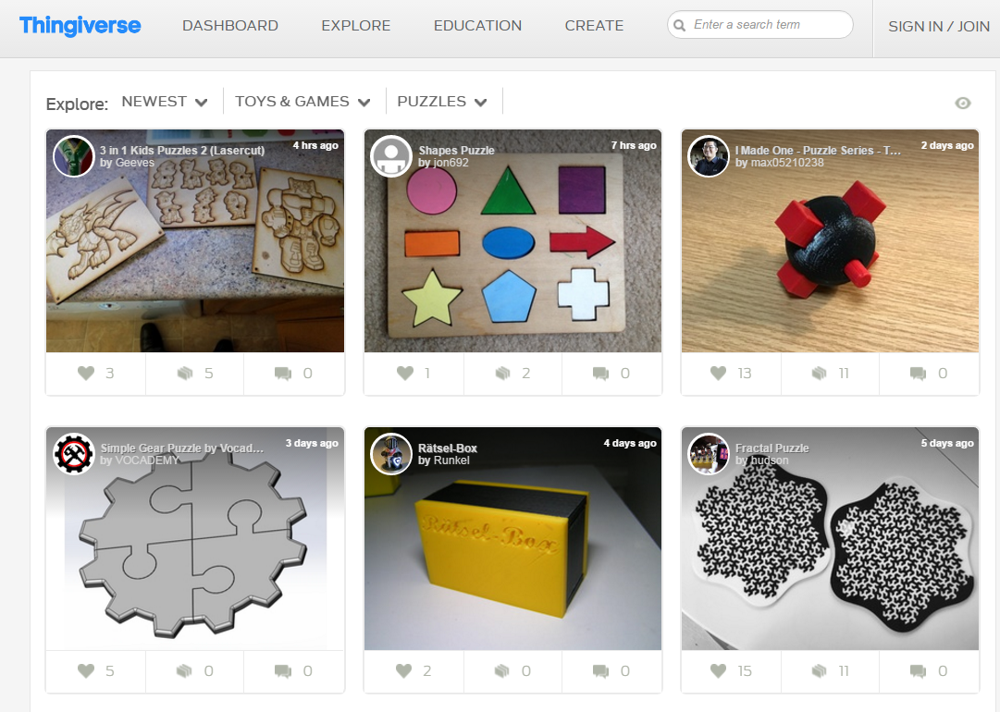 Thingiverse
DASHBOARD
EXPLORE
EDUCATION
CREATE
Enter a search term
SIGN IN / JOIN
Explore:
NEWEST
TOYS & GAMES
PUZZLES
3 in 1 Kids Puzzles 2 (Lasercut)
by Geeves
4 hrs ago
3
5
0
Shapes Puzzle
by jon692
7 hrs ago
1
2
0
I Made One - Puzzle Series - T...
by max05210238
2 days ago
13
11
0
Simple Gear Puzzle by Vocad...
by VOCADEMY
3 days ago
5
0
0
Rätsel-Box
by Runkel
4 days ago
Rätsel-Box
2
0
0
Fractal Puzzle
by hudson
5 days ago
15
11
0